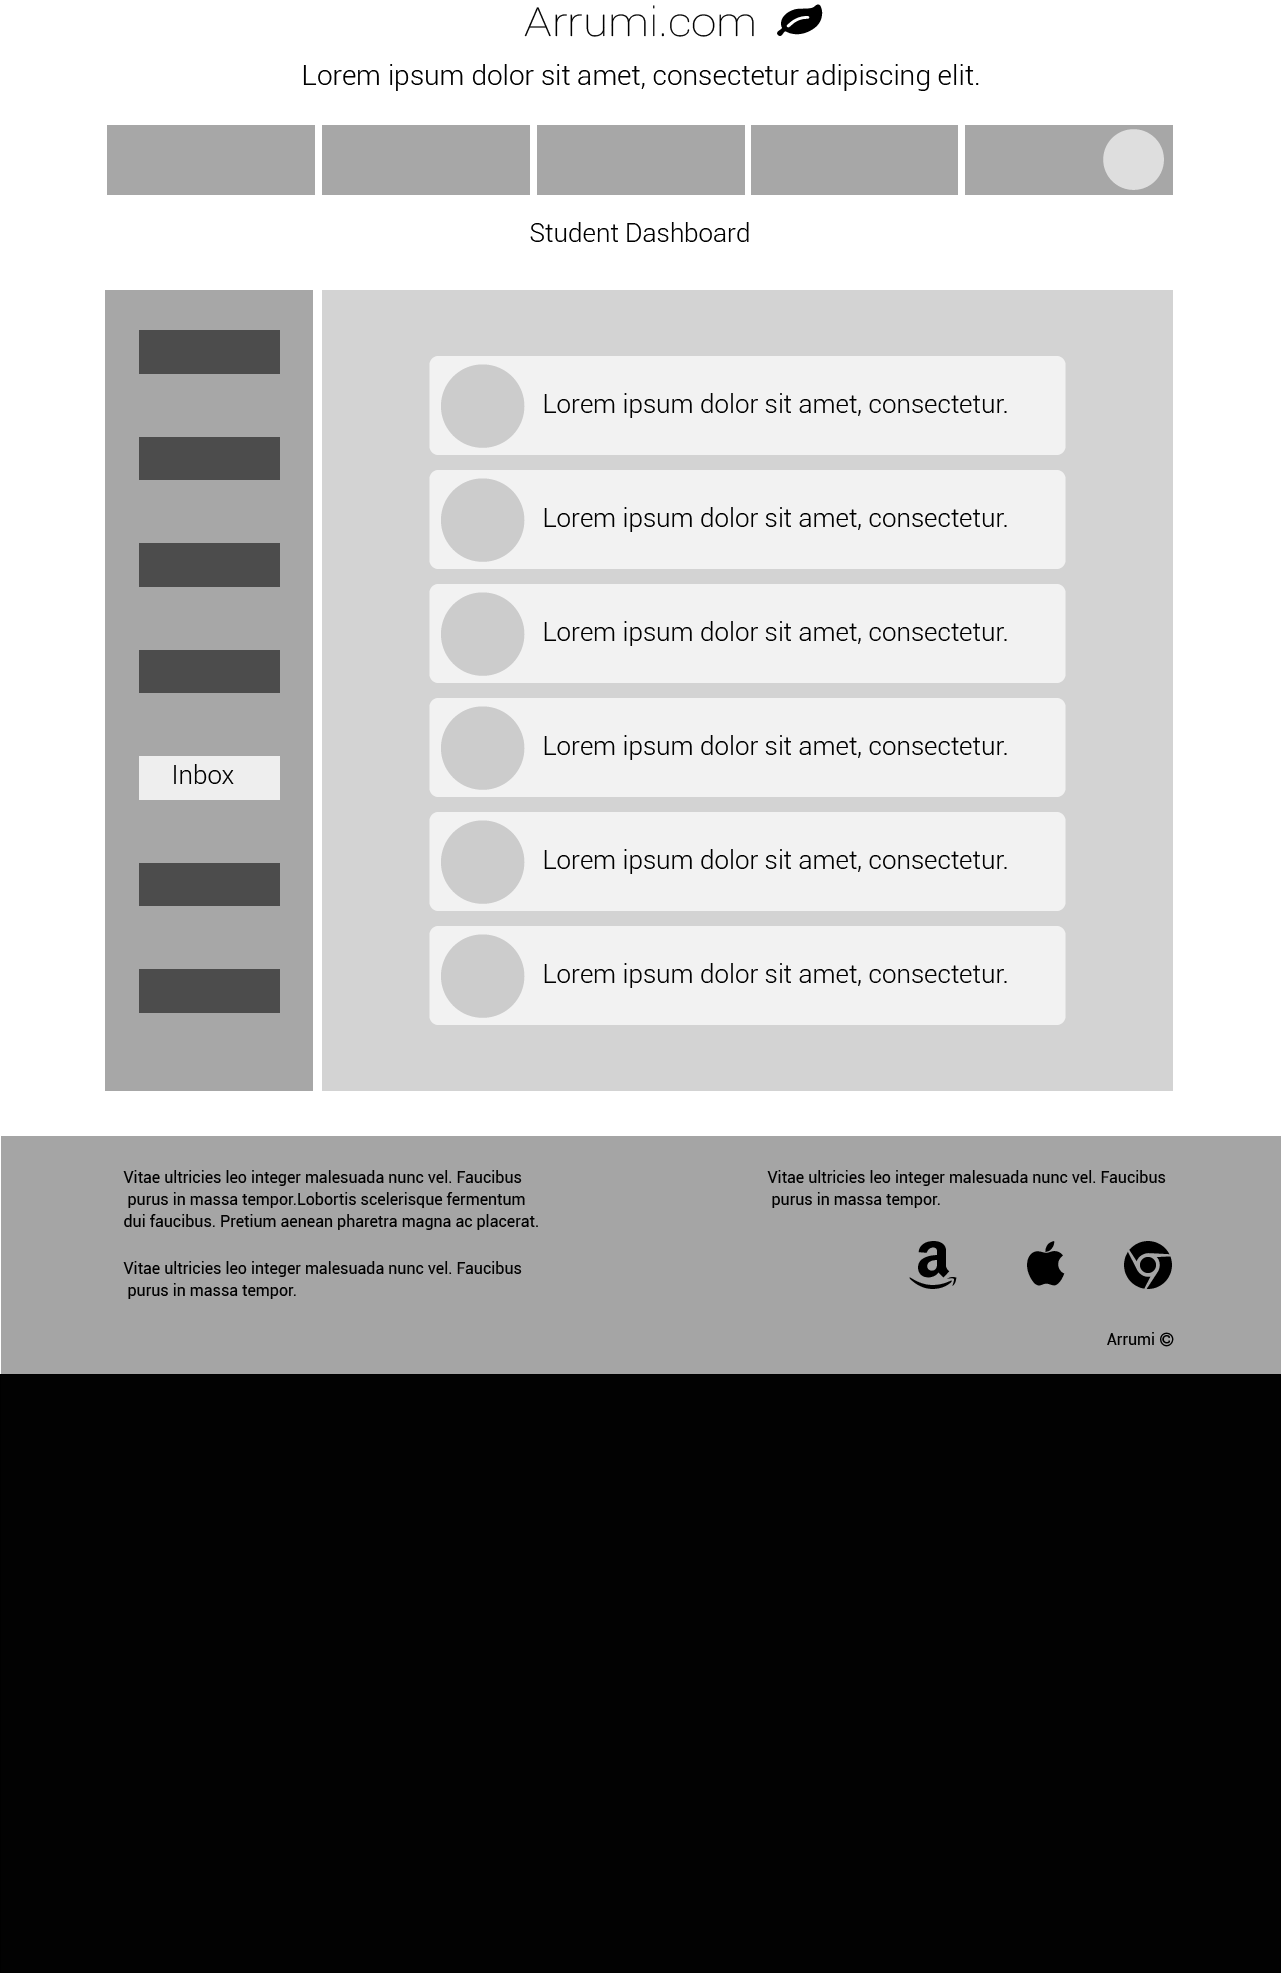 Arrumi.com
Lorem ipsum dolor sit amet, consectetur adipiscing elit.
Student Dashboard
Lorem ipsum dolor sit amet, consectetur.
Lorem ipsum dolor sit amet, consectetur.
Lorem ipsum dolor sit amet, consectetur.
Lorem ipsum dolor sit amet, consectetur.
Inbox
Lorem ipsum dolor sit amet, consectetur.
Lorem ipsum dolor sit amet, consectetur.
Vitae ultricies leo integer malesuada nunc vel. Faucibus
purus in massa tempor.Lobortis scelerisque fermentum
dui faucibus. Pretium aenean pharetra magna ac placerat.
Vitae ultricies leo integer malesuada nunc vel. Faucibus
purus in massa tempor.
Vitae ultricies leo integer malesuada nunc vel. Faucibus
purus in massa tempor.
Arrumi ©